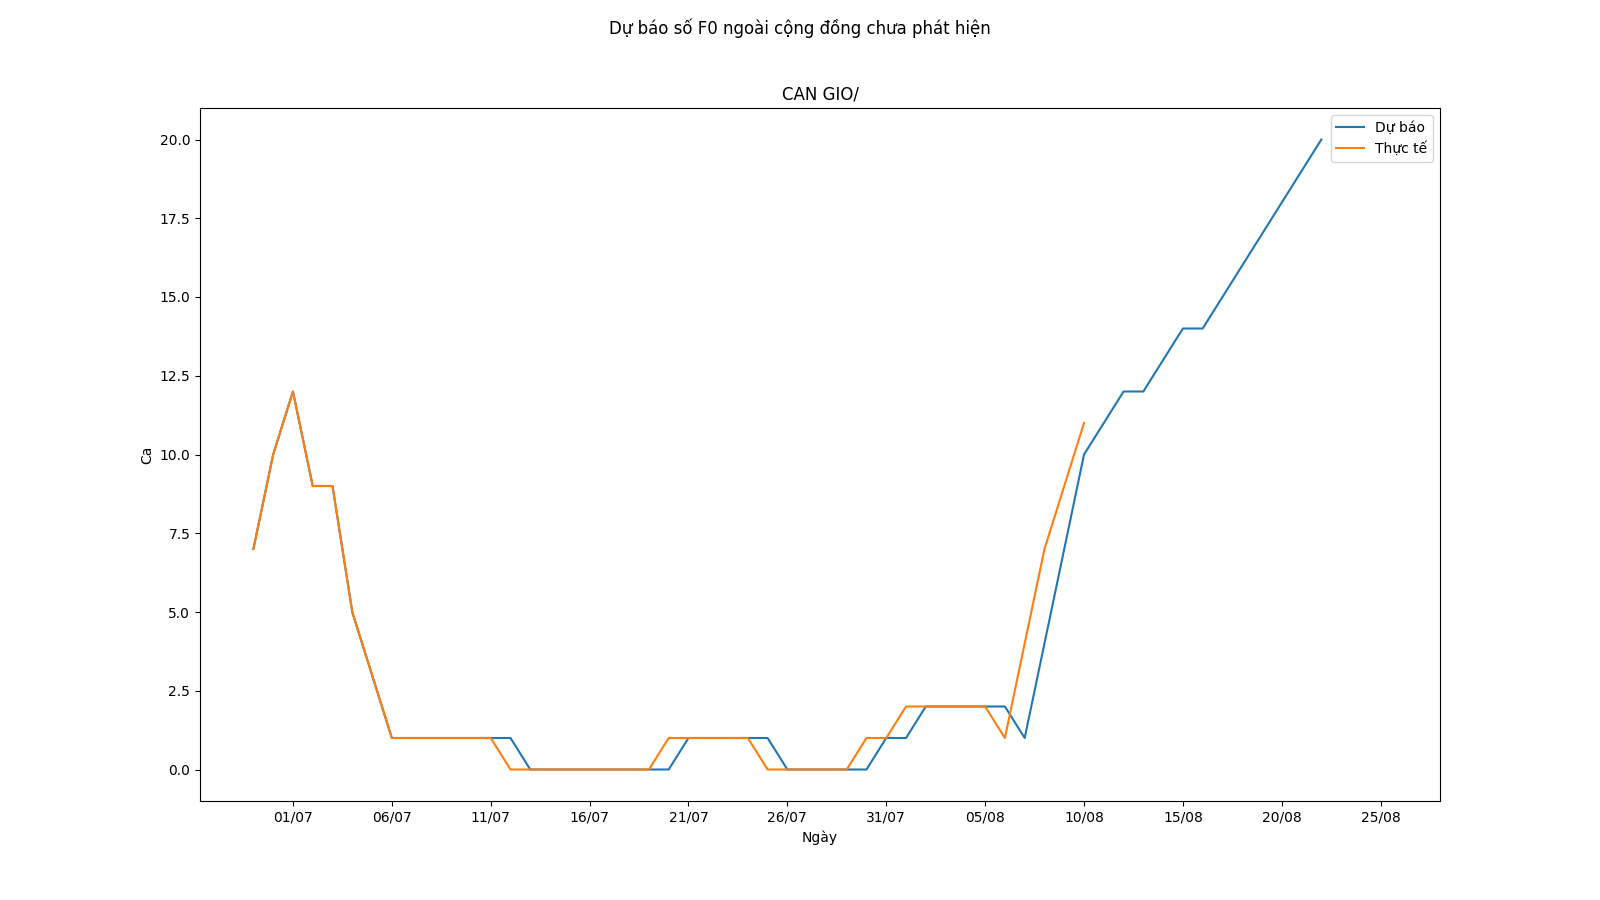 Dự báo số F0 ngoài cộng đồng chưa phát hiện
CAN GIO/
Dự báo
Thực tế
20.0
17.5
15.0
12.5
10.0
7.5
5.0
2.5
0.0
Ca
01/07 06/07 11/07 16/07 21/07 26/07 31/07 05/08 10/08 15/08 20/08 25/08
Ngày